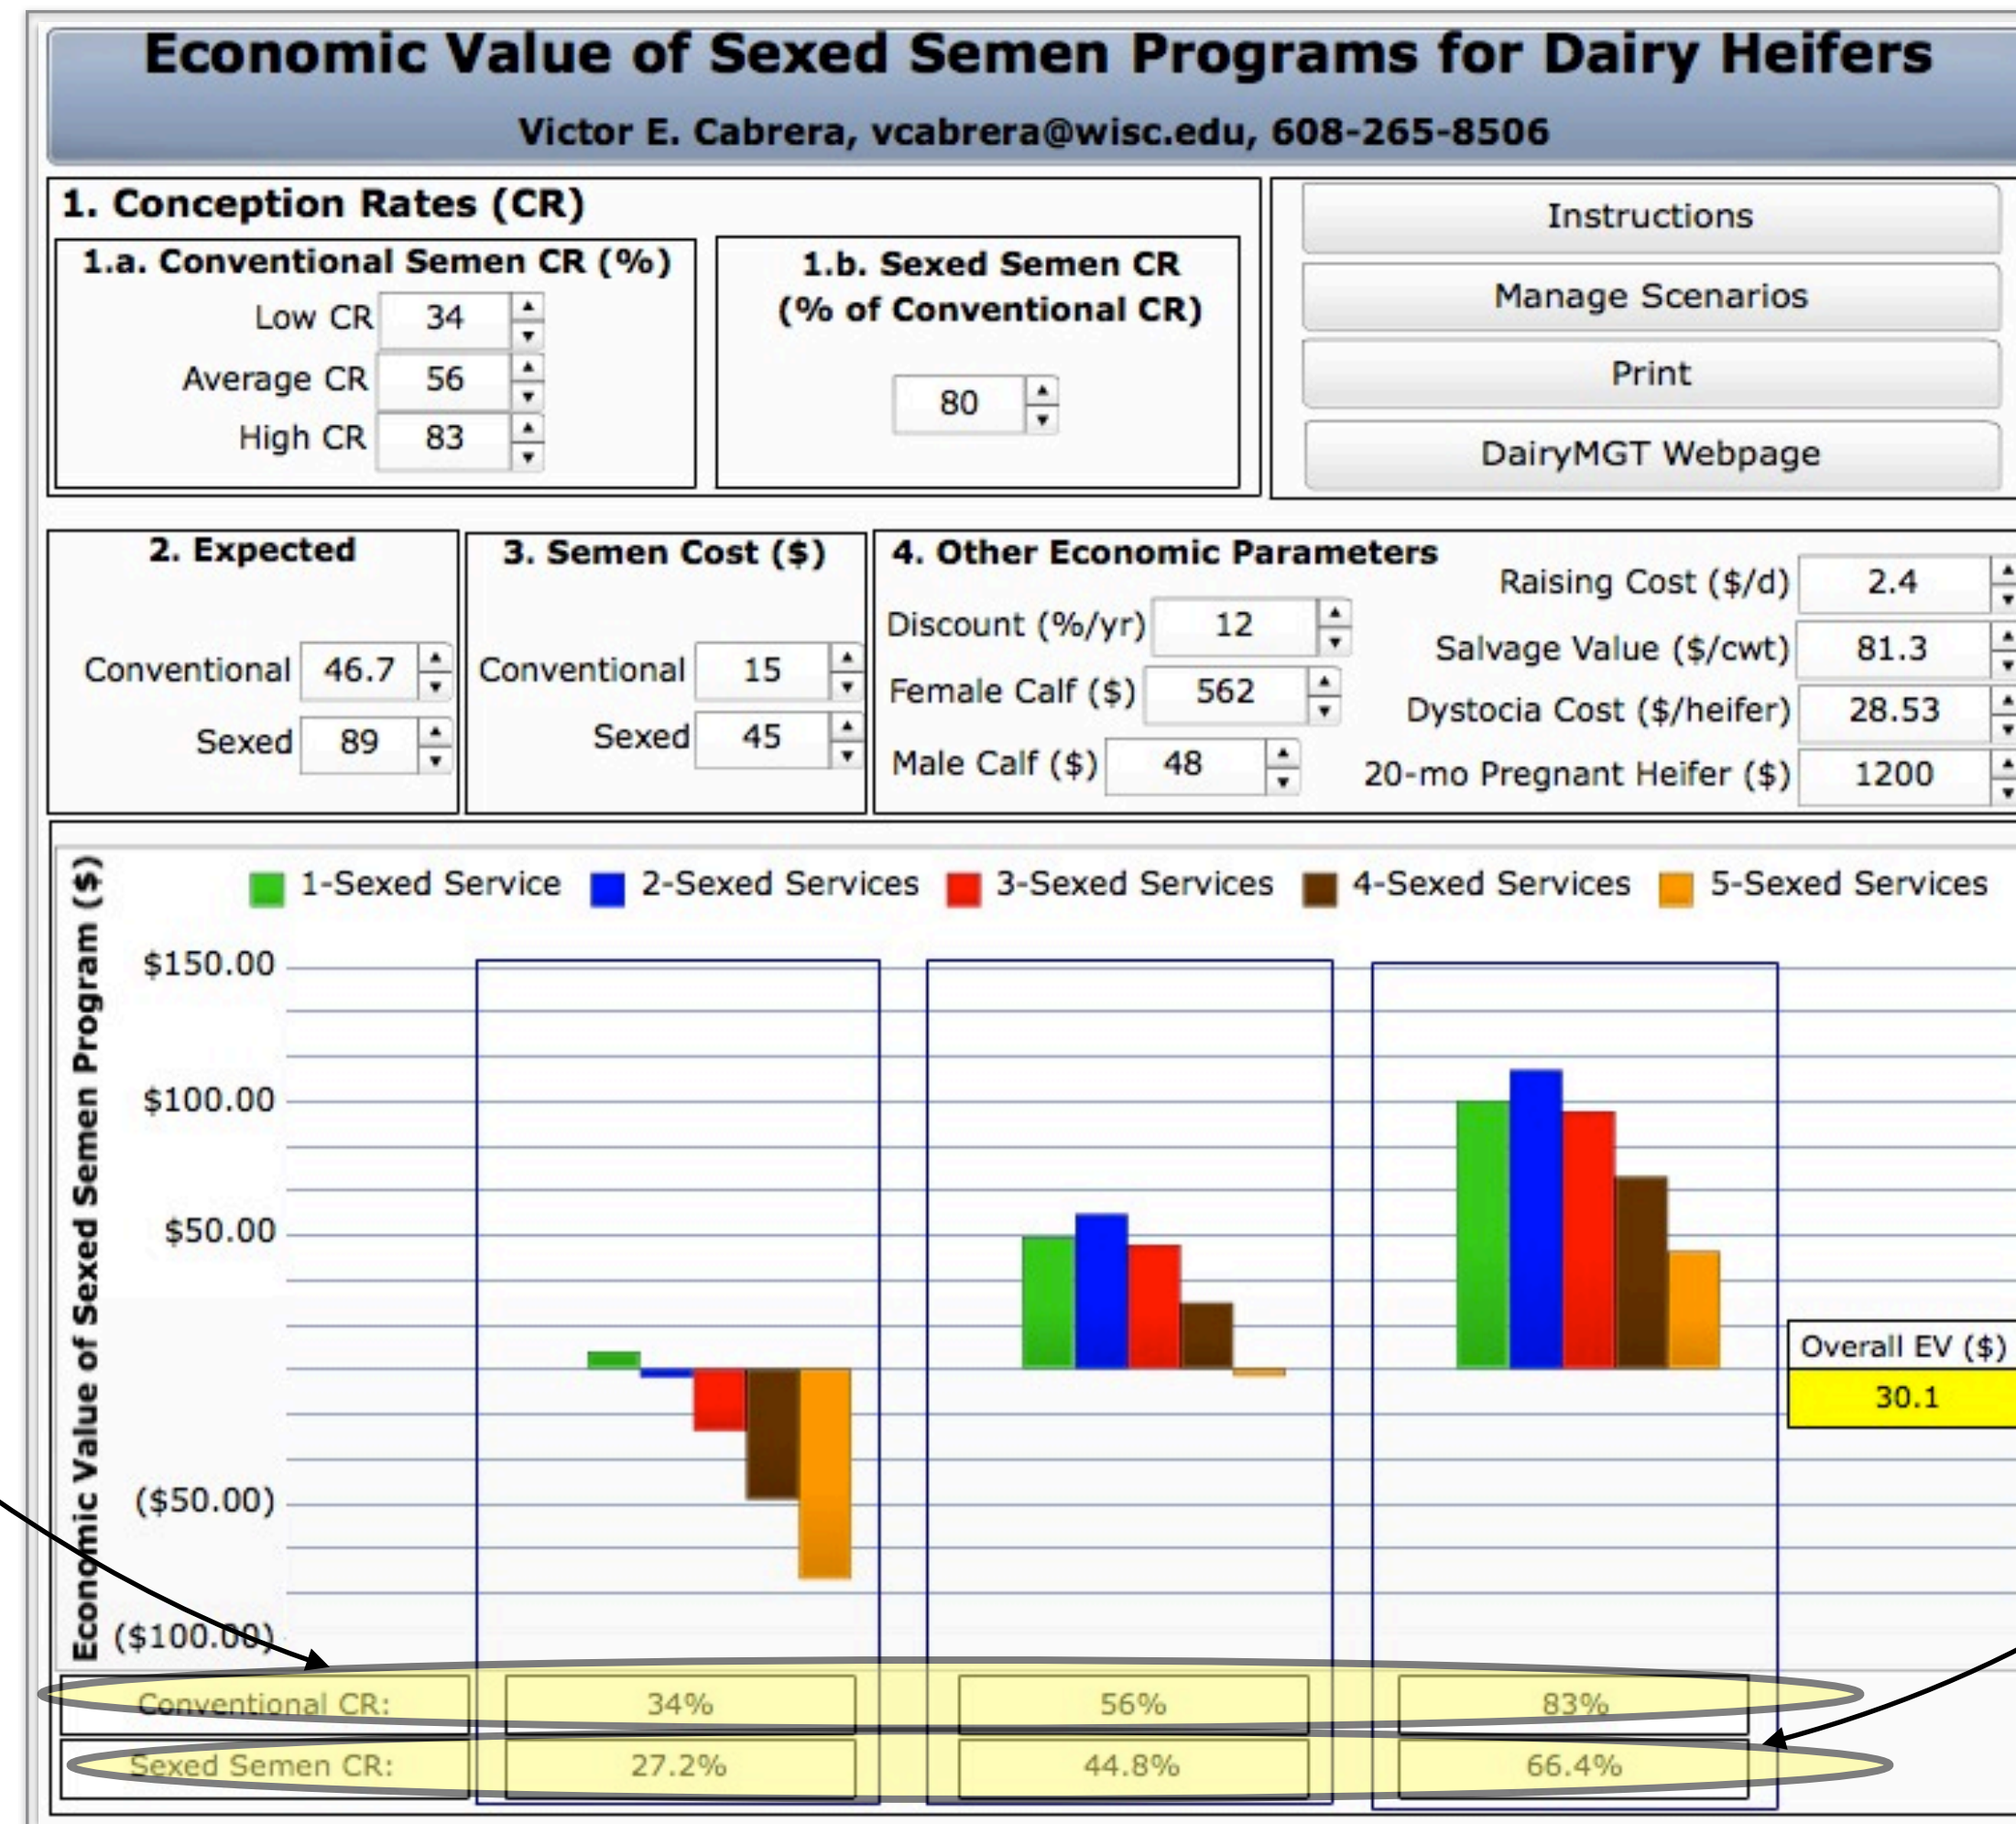 Economic Value of Sexed Semen Programs for Dairy Heifers
Victor E. Cabrera, vcabrera@wisc.edu, 608-265-8506
1. Conception Rates (CR)
1.a. Conventional Semen CR (%)
Low CR 34
Average CR 56
High CR 83
1.b. Sexed Semen CR
(% of Conventional CR)
80
Instructions
Manage Scenarios
Print
DairyMGT Webpage
2. Expected
Conventional 46.7
Sexed 89
3. Semen Cost ($)
Conventional 15
Sexed 45
4. Other Economic Parameters
Discount (%/yr) 12
Female Calf ($) 562
Male Calf ($) 48
Raising Cost ($/d) 2.4
Salvage Value ($/cwt) 81.3
Dystocia Cost ($/heifer) 28.53
20-mo Pregnant Heifer ($) 1200
Economic Value of Sexed Semen Program ($)
1-Sexed Service 2-Sexed Services 3-Sexed Services 4-Sexed Services 5-Sexed Services
$150.00
$100.00
$50.00
($50.00)
($100.00)
Overall EV ($)
30.1
Conventional CR: 34% 56% 83%
Sexed Semen CR: 27.2% 44.8% 66.4%